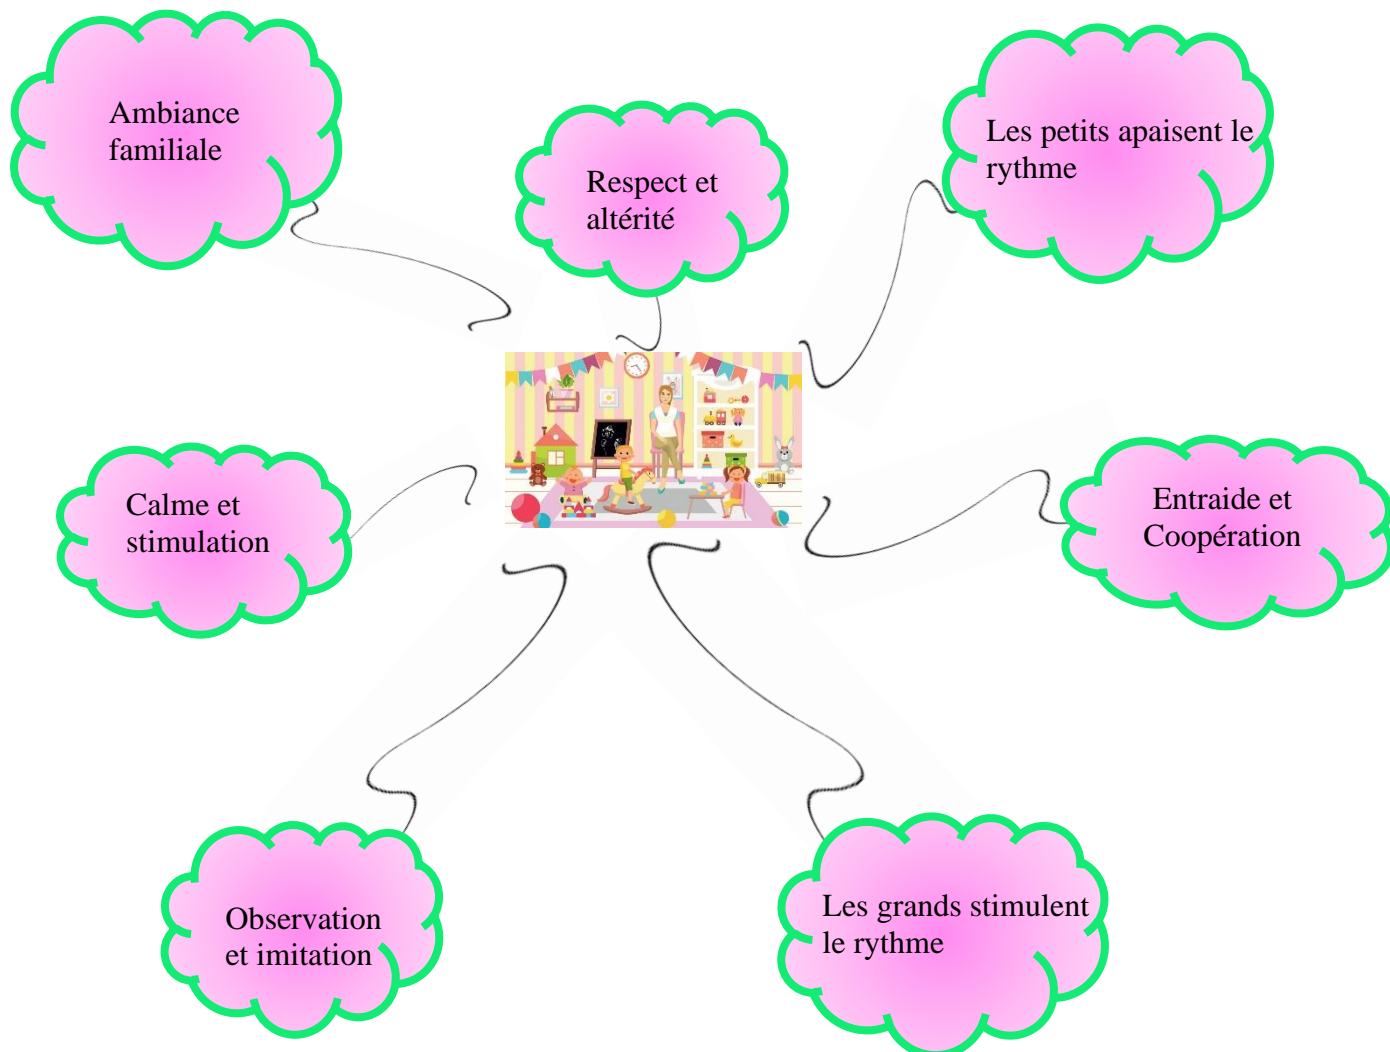 Ambiance
familiale
Respect et
altérité
Les petits apaisent le
rythme
Calme et
stimulation
Entraide et
Coopération
Observation
et imitation
Les grands stimulent
le rythme